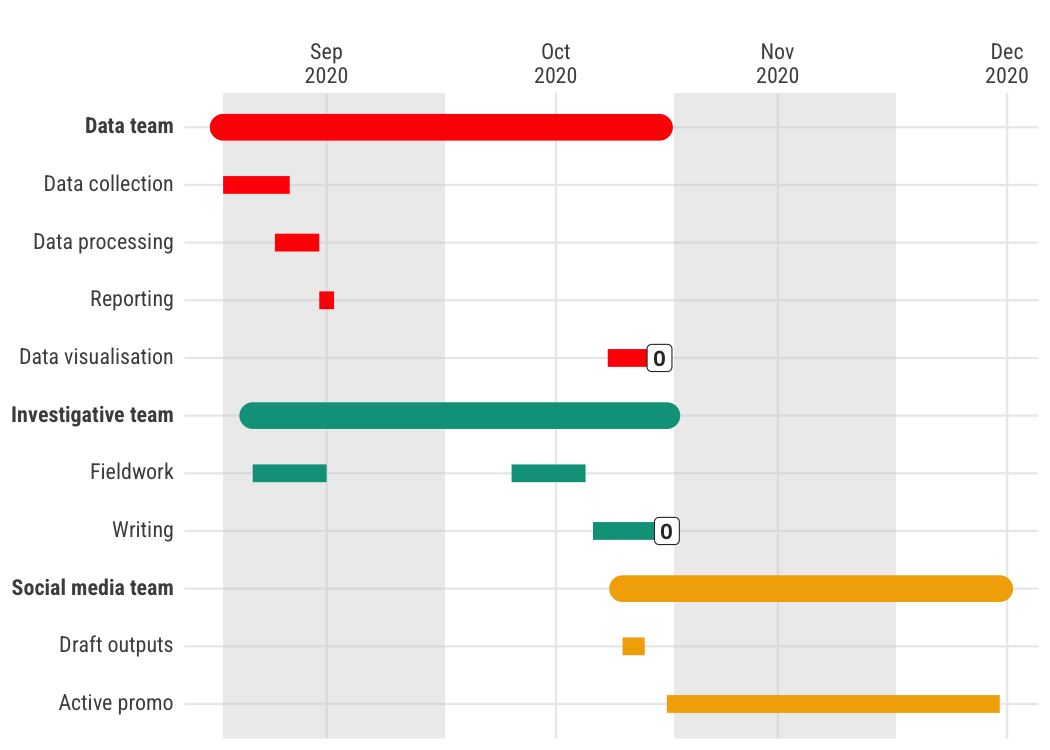 Sep Oct Nov Dec
2020 2020 2020 2020
Data team
Data collection
Data processing
Reporting
Data visualisation 0
Investigative team
Fieldwork
Writing 0
Social media team
Draft outputs
Active promo